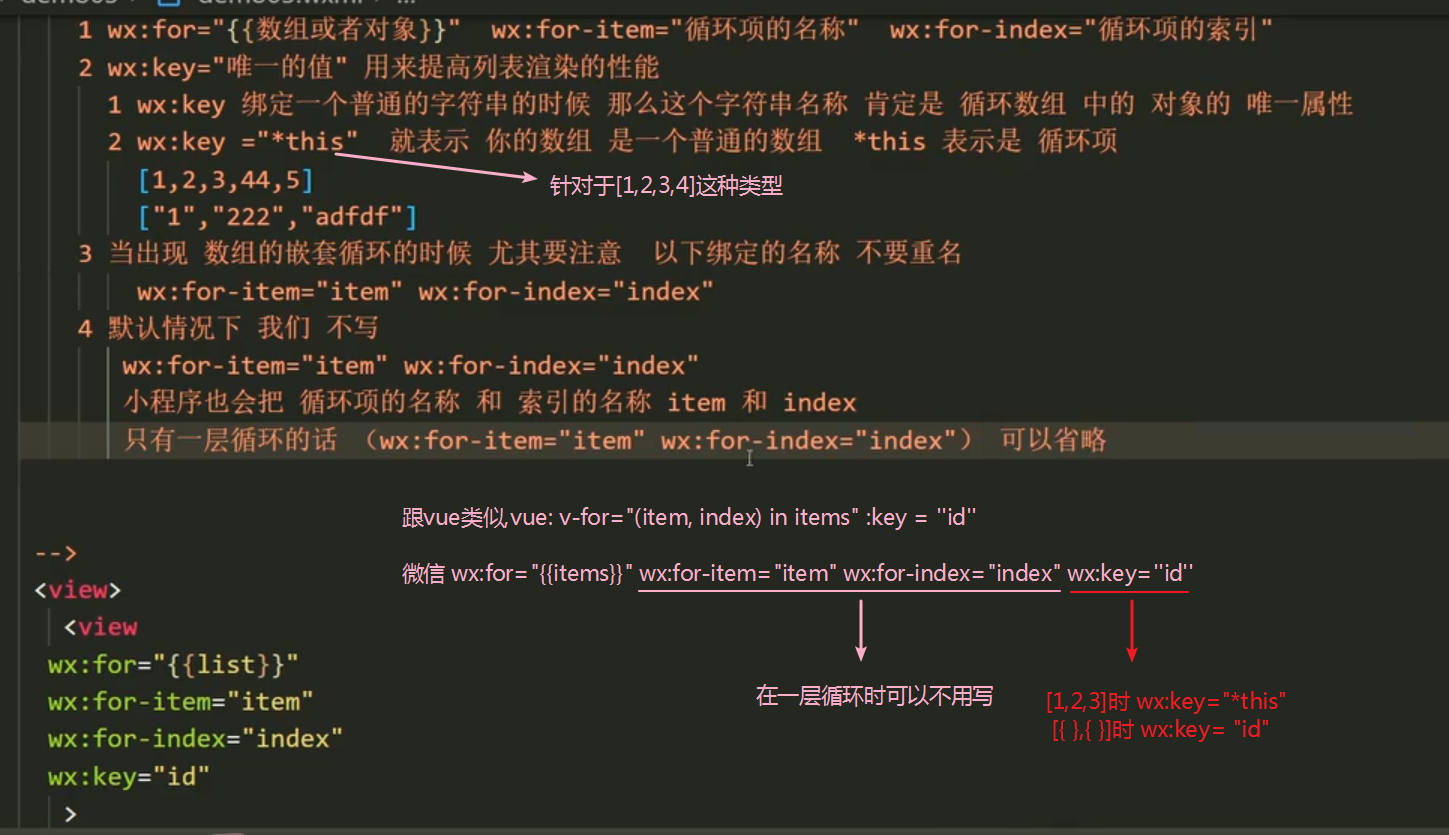 1 wx:for="{{数组或者对象}}"  wx:for-item="循环项的名称"  wx:for-index="循环项的索引"
2 wx:key="唯一的值" 用来提高列表渲染的性能
1 wx:key 绑定一个普通的字符串的时候 那么这个字符串名称 肯定是 循环数组 中的 对象的 唯一属性
2 wx:key ="*this"  就表示 你的数组 是一个普通的数组  *this 表示是 循环项
[1,2,3,44,5]
针对于[1,2,3,4]这种类型
["1","222","adfdf"]
3 当出现 数组的嵌套循环的时候 尤其要注意  以下绑定的名称 不要重名
wx:for-item="item" wx:for-index="index"
4 默认情况下 我们 不写
wx:for-item="item" wx:for-index="index"
小程序也会把 循环项的名称 和 索引的名称 item 和 index
只有一层循环的话 （wx:for-item="item" wx:for-index="index"） 可以省略
跟vue类似,vue: v-for="(item, index) in items" :key = ''id''
-->
微信 wx:for="{{items}}" wx:for-item="item" wx:for-index="index" wx:key=''id''
<view>
<view
wx:for="{{list}}"
wx:for-item="item"
在一层循环时可以不用写
[1,2,3]时 wx:key="*this"
[{ },{ }]时 wx:key= "id"
wx:for-index="index"
wx:key="id"
>